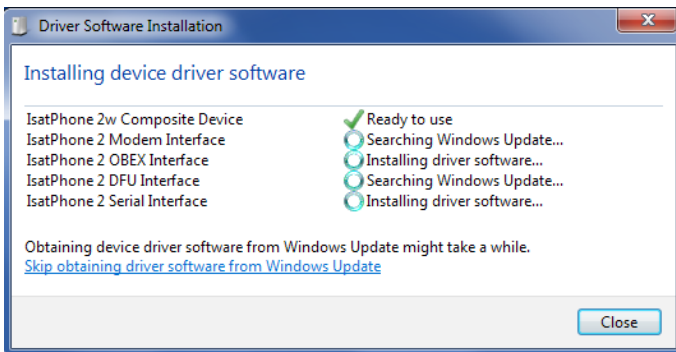 Driver Software Installation
Installing device driver software
IsatPhone 2w Composite Device Ready to use
IsatPhone 2 Modem Interface Searching Windows Update...
IsatPhone 2 OBEX Interface Installing driver software...
IsatPhone 2 DFU Interface Searching Windows Update...
IsatPhone 2 Serial Interface Installing driver software...
Obtaining device driver software from Windows Update might take a while.
Skip obtaining driver software from Windows Update
Close